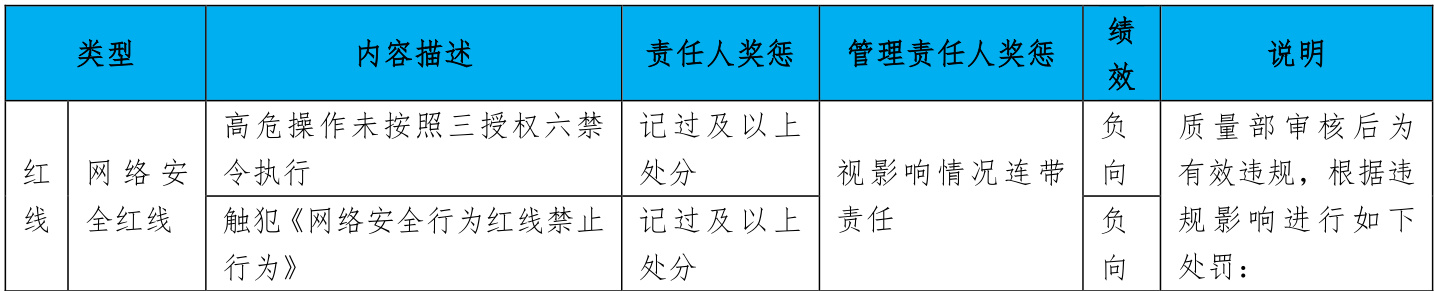 类型
内容描述
责任人奖惩
管理责任人奖惩
绩
效
说明
红
线
网络安
全红线
高危操作未按照三授权六禁
令执行
记过及以上
处分
视影响情况连带
责任
负
向
质量部审核后为
有效违规，根据违
规影响进行如下
处罚：
触犯《网络安全行为红线禁止
行为》
记过及以上
处分
负
向